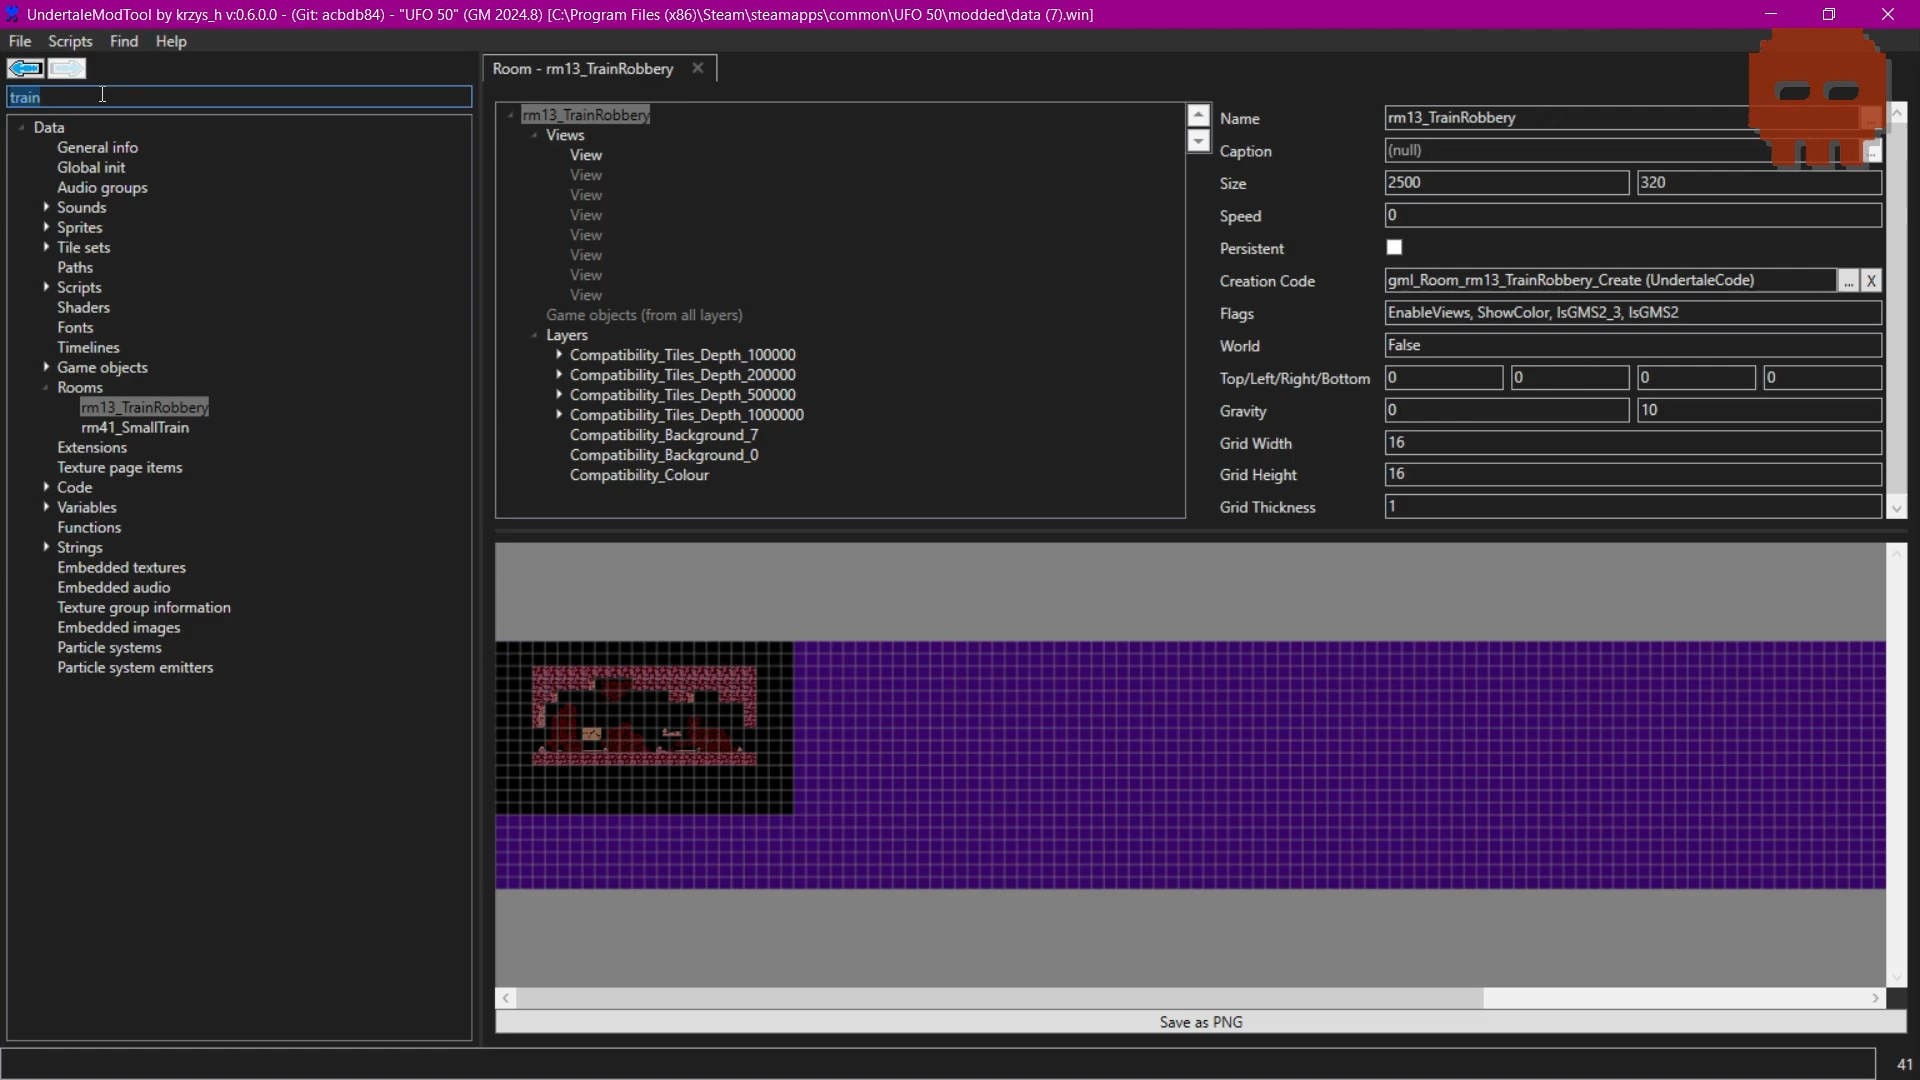 UndertaleModTool by krzys_h v:0.6.0.0 - (Git: acbdb84) - "UFO 50" (GM 2024.8) [C:\Program Files (x86)\Steam\steamapps\common\UFO 50\modded\data (7).win]
File Scripts Find Help
train
Data
General info
Global init
Audio groups
Sounds
Sprites
Tile sets
Paths
Scripts
Shaders
Fonts
Timelines
Game objects
Rooms
rm13_TrainRobbery
rm41_SmallTrain
Extensions
Texture page items
Code
Variables
Functions
Strings
Embedded textures
Embedded audio
Texture group information
Embedded images
Particle systems
Particle system emitters
Room - rm13_TrainRobbery
rm13_TrainRobbery
Views
View
View
View
View
View
View
View
View
Game objects (from all layers)
Layers
Compatibility_Tiles_Depth_100000
Compatibility_Tiles_Depth_200000
Compatibility_Tiles_Depth_500000
Compatibility_Tiles_Depth_1000000
Compatibility_Background_7
Compatibility_Background_0
Compatibility_Colour
Name rm13_TrainRobbery ...
Caption (null) ...
Size 2500 320
Speed 0
Persistent
Creation Code gml_Room_rm13_TrainRobbery_Create (UndertaleCode) ... X
Flags EnableViews, ShowColor, IsGMS2_3, IsGMS2
World False
Top/Left/Right/Bottom 0 0 0 0
Gravity 0 10
Grid Width 16
Grid Height 16
Grid Thickness 1
Save as PNG
41